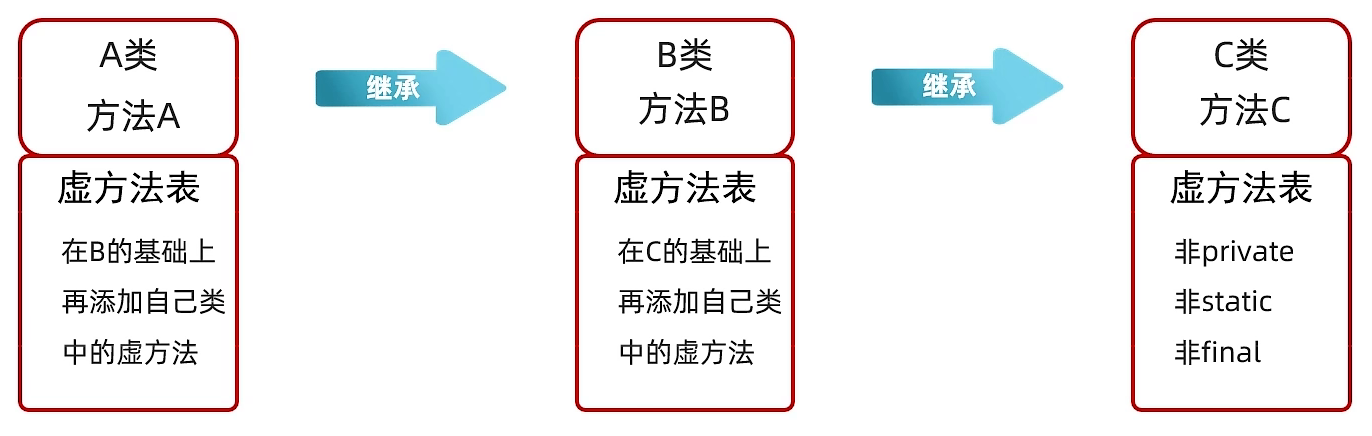 A类
方法A
虚方法表
在B的基础上
再添加自己类
中的虚方法
继承
B类
方法B
虚方法表
在C的基础上
再添加自己类
中的虚方法
继承
C类
方法C
虚方法表
非private
非static
非final